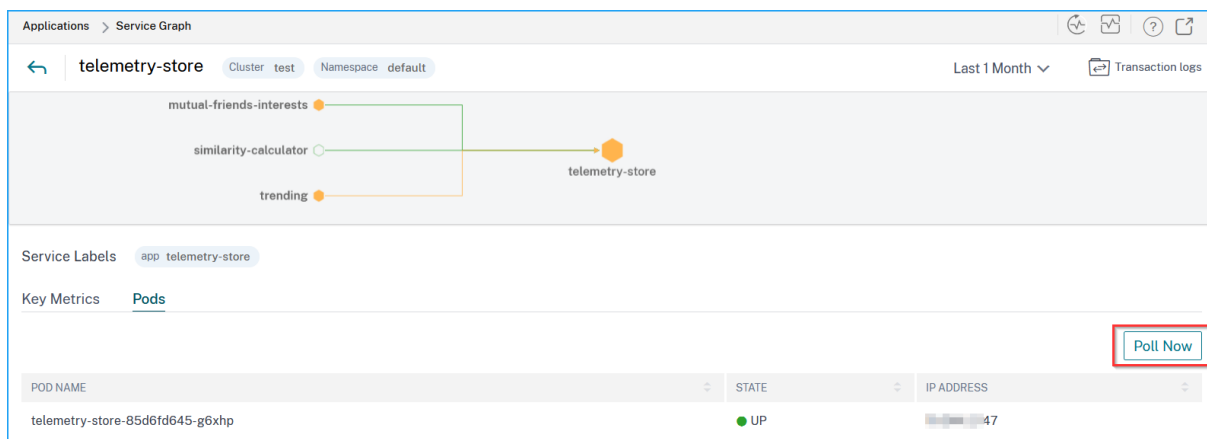 Applications > Service Graph
telemetry-store Cluster test Namespace default Last 1 Month Transaction logs
mutual-friends-interests
similarity-calculator
telemetry-store
trending
Service Labels app telemetry-store
Key Metrics Pods
Poll Now
POD NAME STATE IP ADDRESS
telemetry-store-85d6fd645-g6xhp UP 47